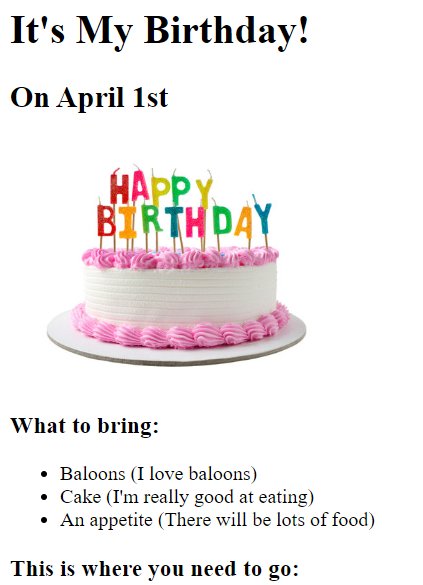 It's My Birthday!
On April 1st
HAPPY
BIRTHDAY
What to bring:
Baloons (I love baloons)
Cake (I'm really good at eating)
An appetite (There will be lots of food)
This is where you need to go: